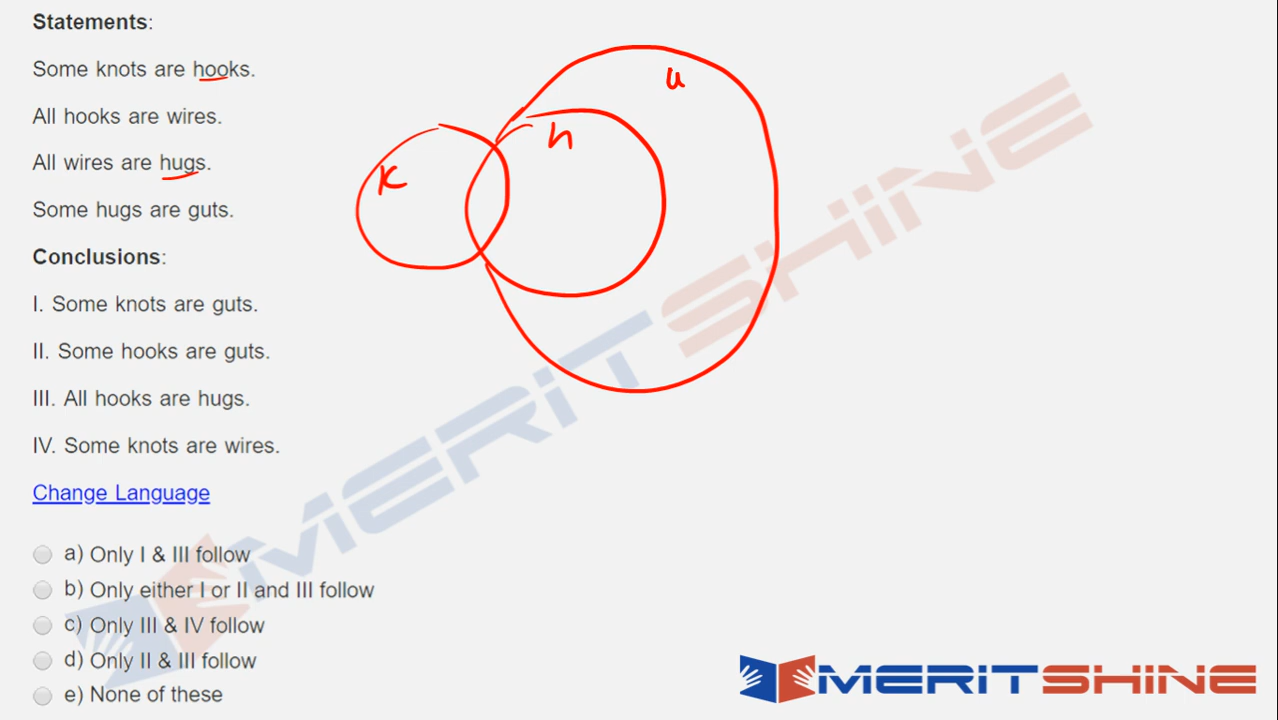 Statements:
Some knots are hooks.
All hooks are wires.
All wires are hugs.
Some hugs are guts.
Conclusions:
I. Some knots are guts.
II. Some hooks are guts.
III. All hooks are hugs.
IV. Some knots are wires.
Change Language
a) Only I & III follow
b) Only either I or II and III follow
c) Only III & IV follow
d) Only II & III follow
e) None of these
K
h
u
MERITSHINE
MERITSHINE